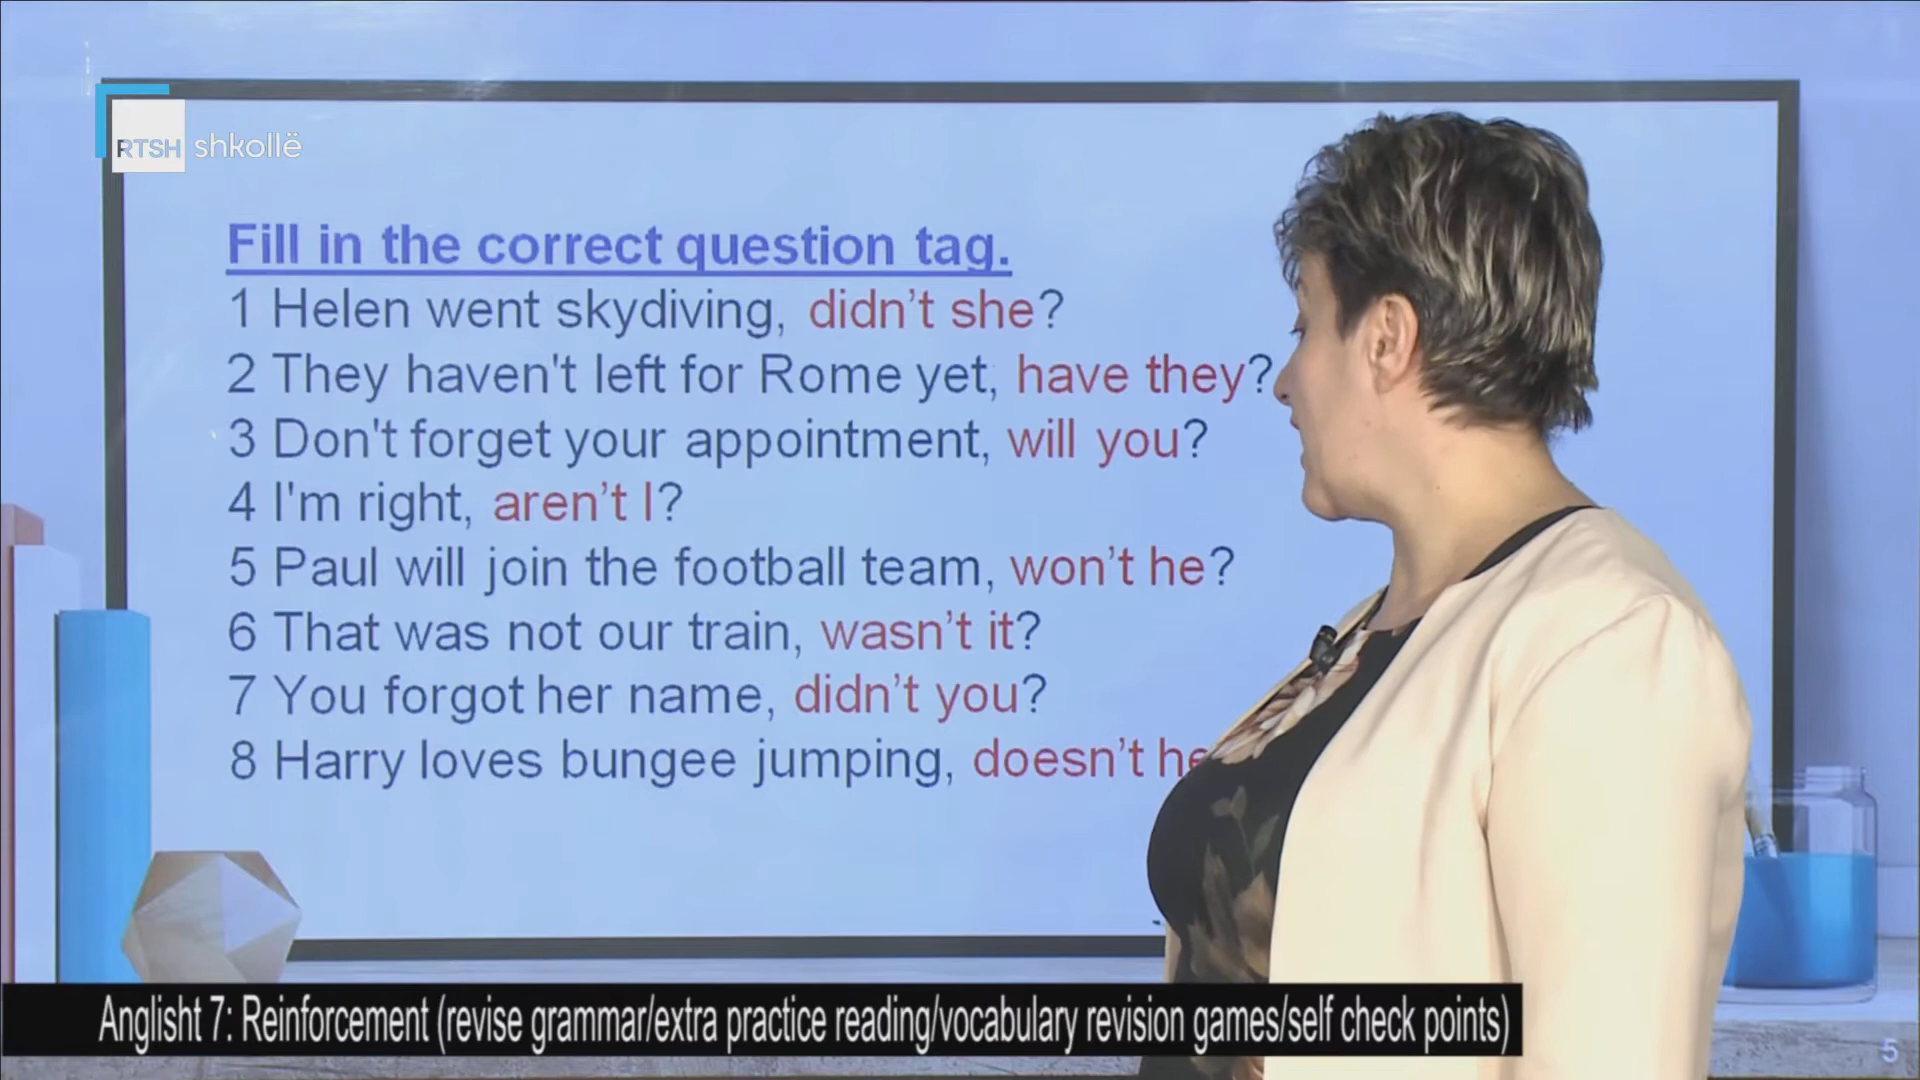 RTSH shkollë
Fill in the correct question tag.
1 Helen went skydiving, didn’t she?
2 They haven't left for Rome yet, have they?
3 Don't forget your appointment, will you?
4 I'm right, aren’t I?
5 Paul will join the football team, won’t he?
6 That was not our train, wasn’t it?
7 You forgot her name, didn’t you?
8 Harry loves bungee jumping, doesn’t he
Anglisht 7: Reinforcement (revise grammar/extra practice reading/vocabulary revision games/self check points)
5